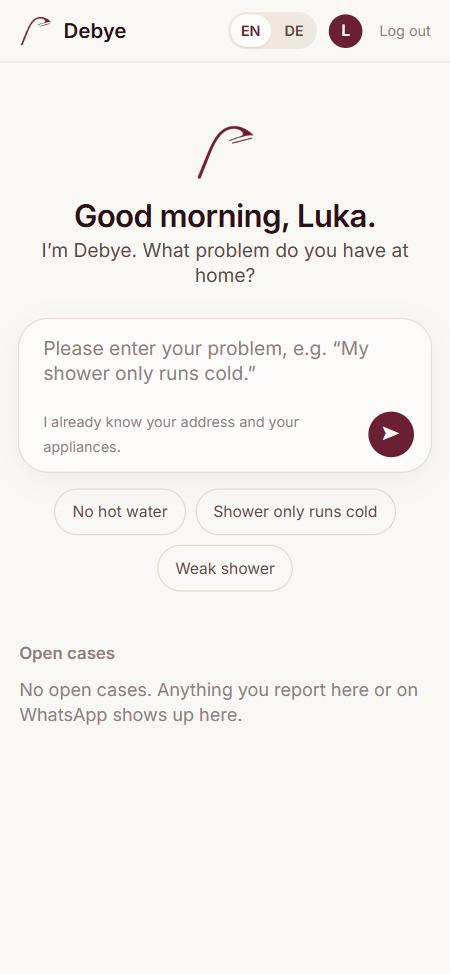 Debye
EN
DE
L
Log out
Good morning, Luka.
I’m Debye. What problem do you have at
home?
Please enter your problem, e.g. “My
shower only runs cold.”
I already know your address and your
appliances.
No hot water
Shower only runs cold
Weak shower
Open cases
No open cases. Anything you report here or on
WhatsApp shows up here.